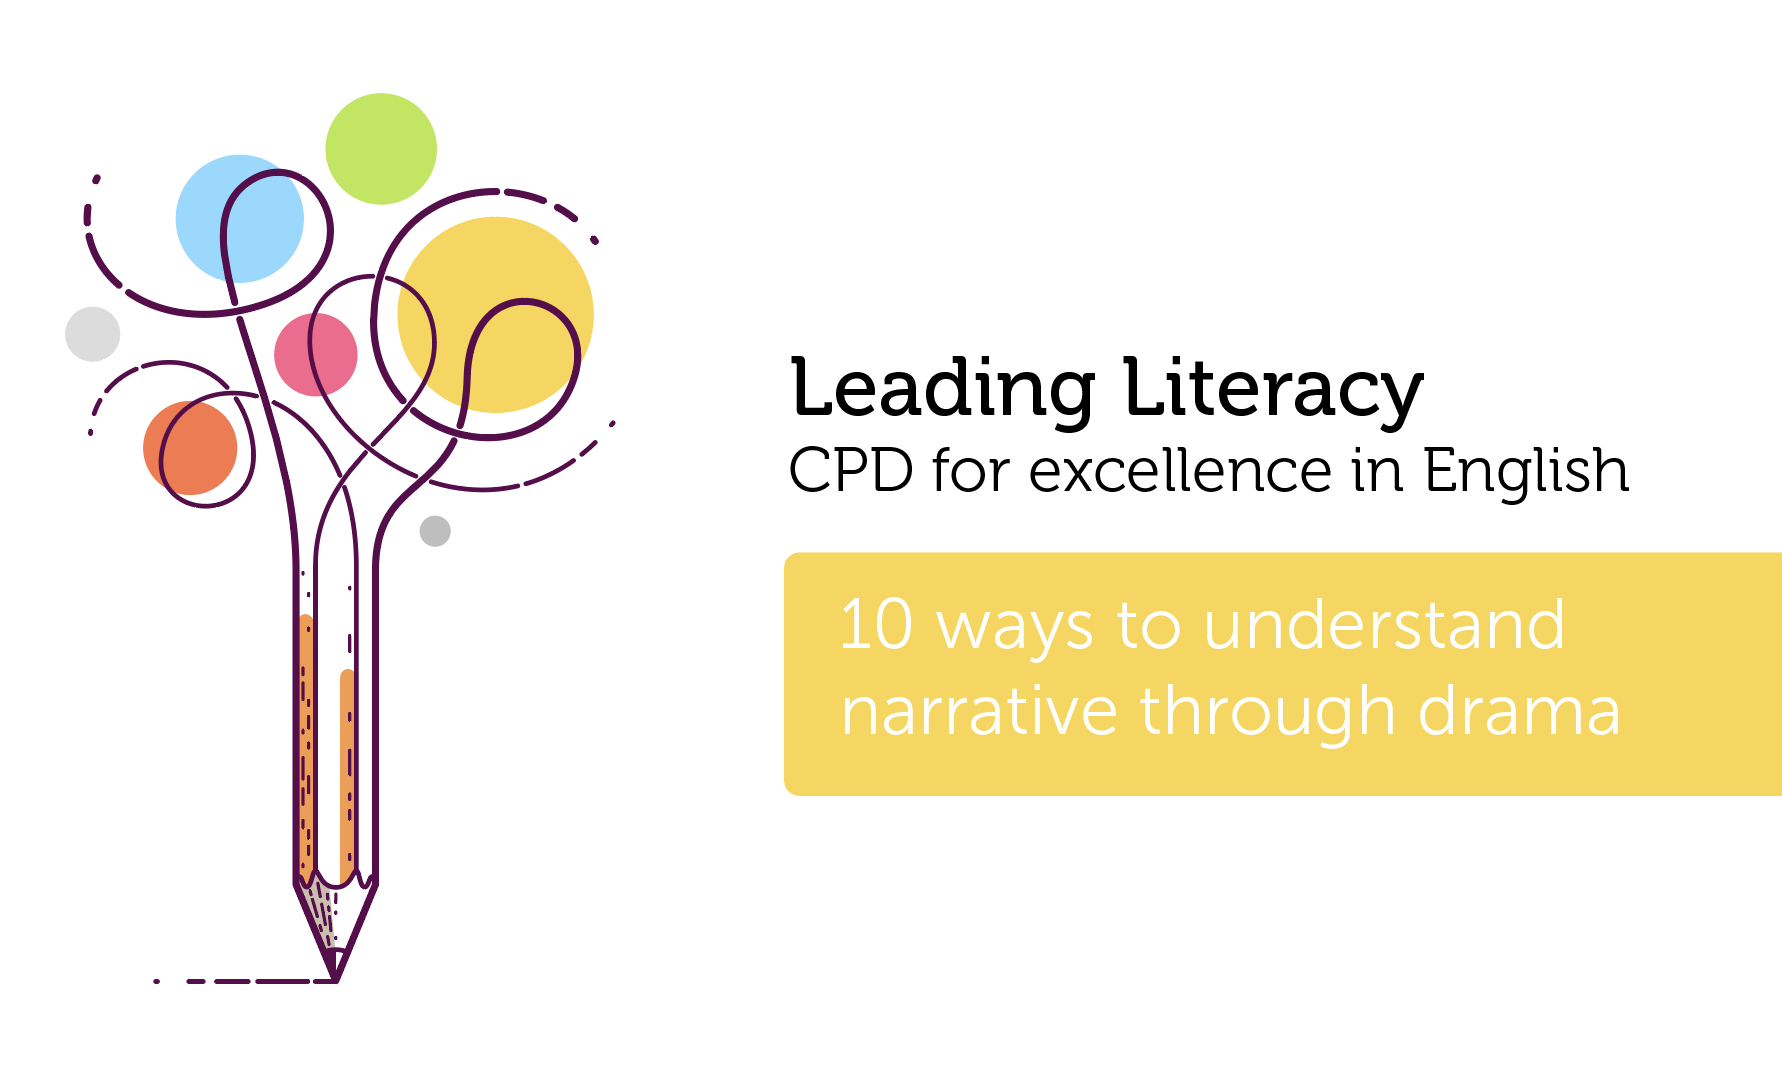 Leading Literacy
CPD for excellence in English
10 ways to understand
narrative through drama